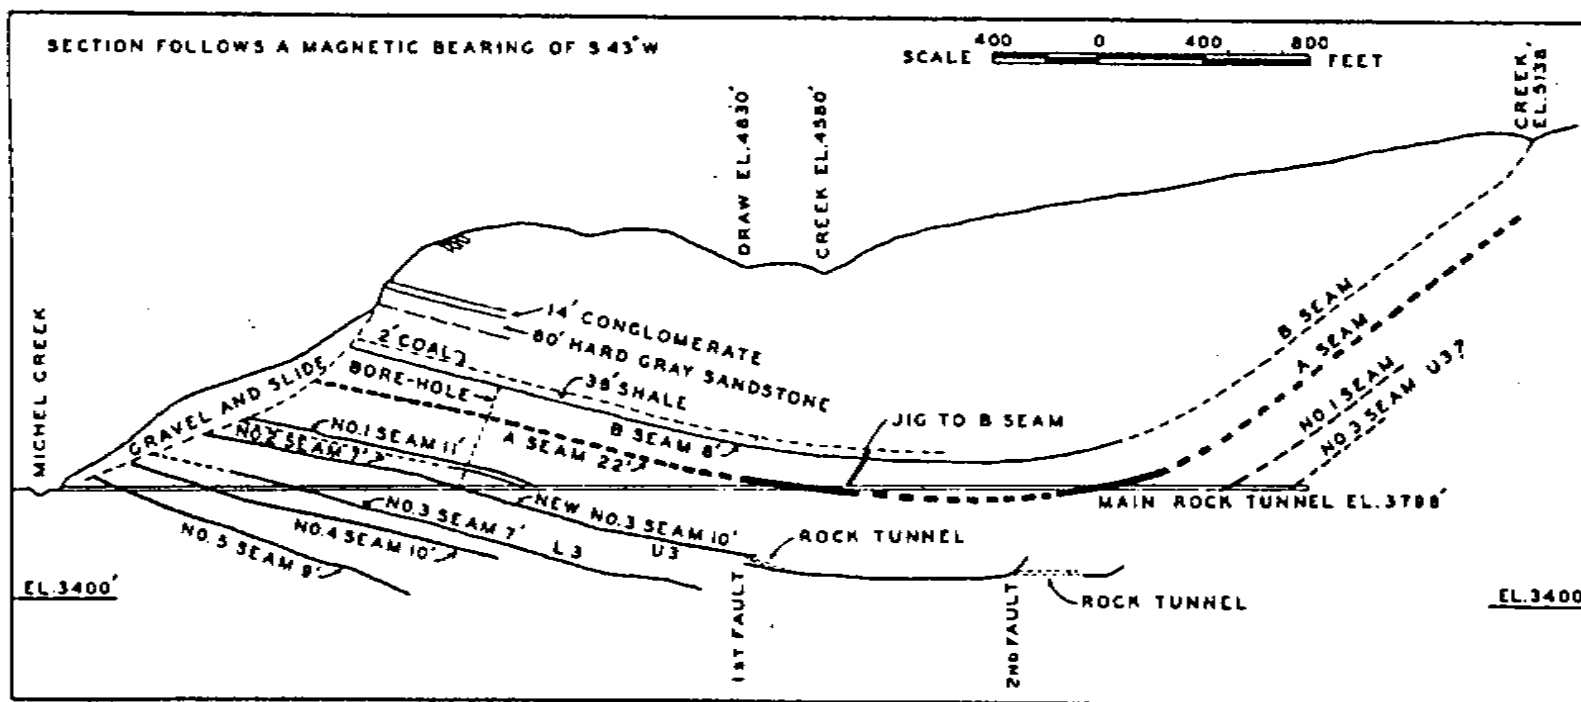 SECTION FOLLOWS A MAGNETIC BEARING OF S 43° W
400 0 400 800
SCALE FEET
CREEK, EL. 5138
DRAW EL. 4830'
CREEK EL. 4580'
MICHEL CREEK
GRAVEL AND SLIDE
14' CONGLOMERATE
80' HARD GRAY SANDSTONE
2' COAL
38' SHALE
BORE-HOLE
B SEAM 8'
A SEAM 22'
JIG TO B SEAM
B SEAM
A SEAM
NO. 1 SEAM
NO. 3 SEAM U3?
NO. 1 SEAM 11'
NO. 2 SEAM 7'
NEW NO. 3 SEAM 10'
U3
NO. 3 SEAM 7'
L3
NO. 4 SEAM 10'
NO. 5 SEAM 9'
MAIN ROCK TUNNEL EL. 3798'
ROCK TUNNEL
ROCK TUNNEL
1ST FAULT
2ND FAULT
EL. 3400'
EL. 3400'